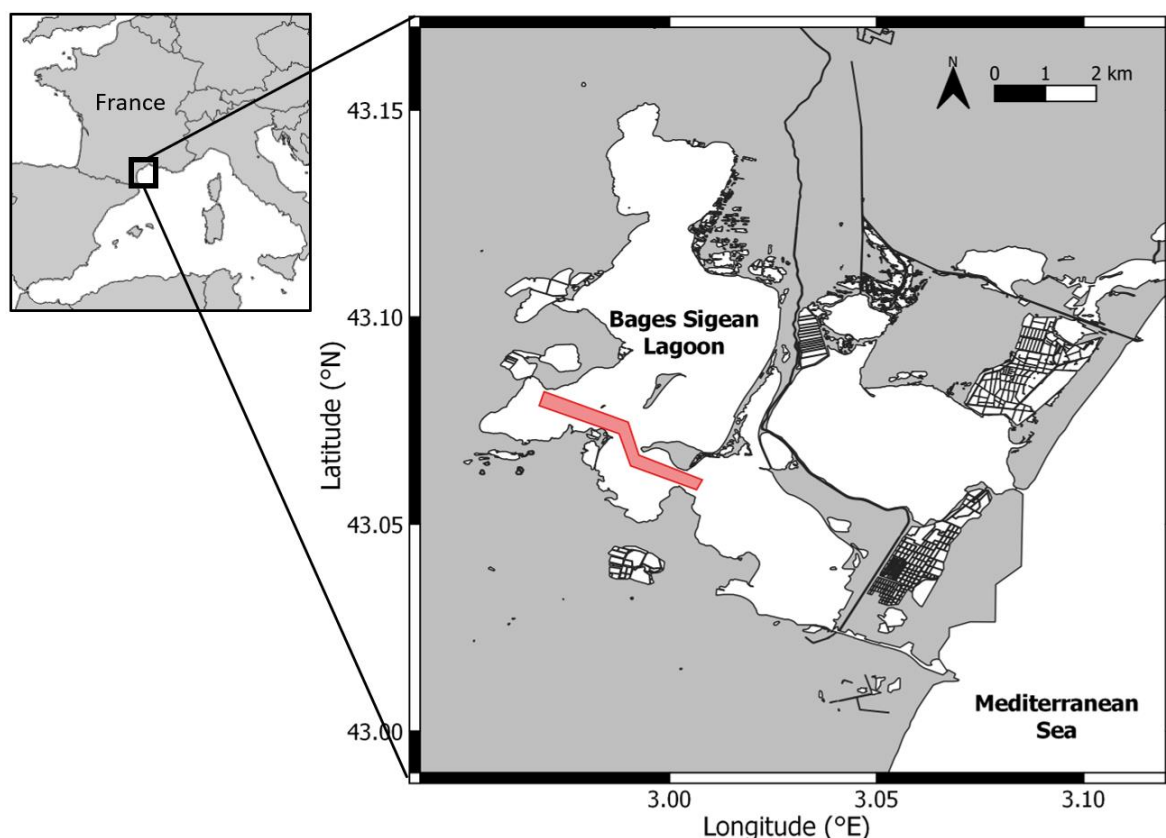 France
N
0 1 2 km
43.15
43.10
43.05
43.00
Latitude (°N)
Bages Sigean
Lagoon
Mediterranean
Sea
3.00 3.05 3.10
Longitude (°E)